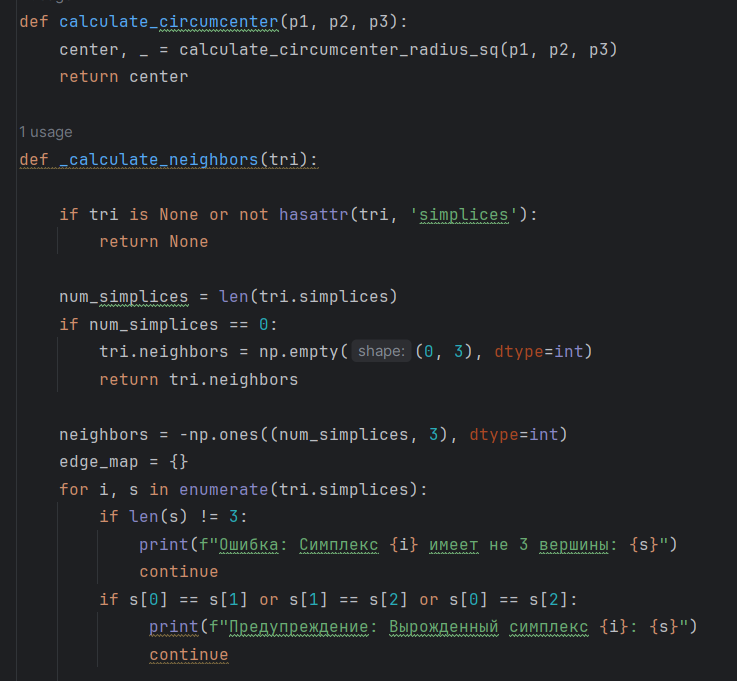 def calculate_circumcenter(p1, p2, p3):
    center, _ = calculate_circumcenter_radius_sq(p1, p2, p3)
    return center
1 usage
def _calculate_neighbors(tri):
    if tri is None or not hasattr(tri, 'simplices'):
        return None
    num_simplices = len(tri.simplices)
    if num_simplices == 0:
        tri.neighbors = np.empty( shape: (0, 3), dtype=int)
        return tri.neighbors
    neighbors = -np.ones((num_simplices, 3), dtype=int)
    edge_map = {}
    for i, s in enumerate(tri.simplices):
        if len(s) != 3:
            print(f"Ошибка: Симплекс {i} имеет не 3 вершины: {s}")
            continue
        if s[0] == s[1] or s[1] == s[2] or s[0] == s[2]:
             print(f"Предупреждение: Вырожденный симплекс {i}: {s}")
             continue